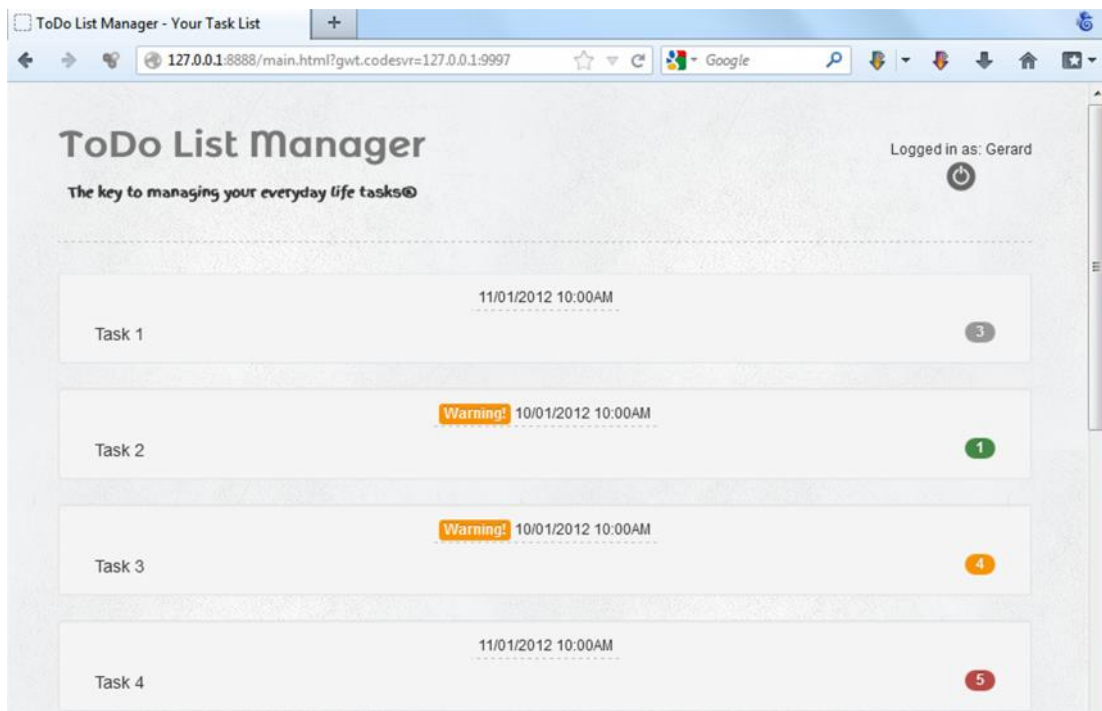 ToDo List Manager - Your Task List
127.0.0.1:8888/main.html?gwt.codesvr=127.0.0.1:9997
Google
ToDo List Manager
Logged in as: Gerard
The key to managing your everyday life tasks®
11/01/2012 10:00AM
Task 1
3
Warning! 10/01/2012 10:00AM
Task 2
1
Warning! 10/01/2012 10:00AM
Task 3
4
11/01/2012 10:00AM
Task 4
5